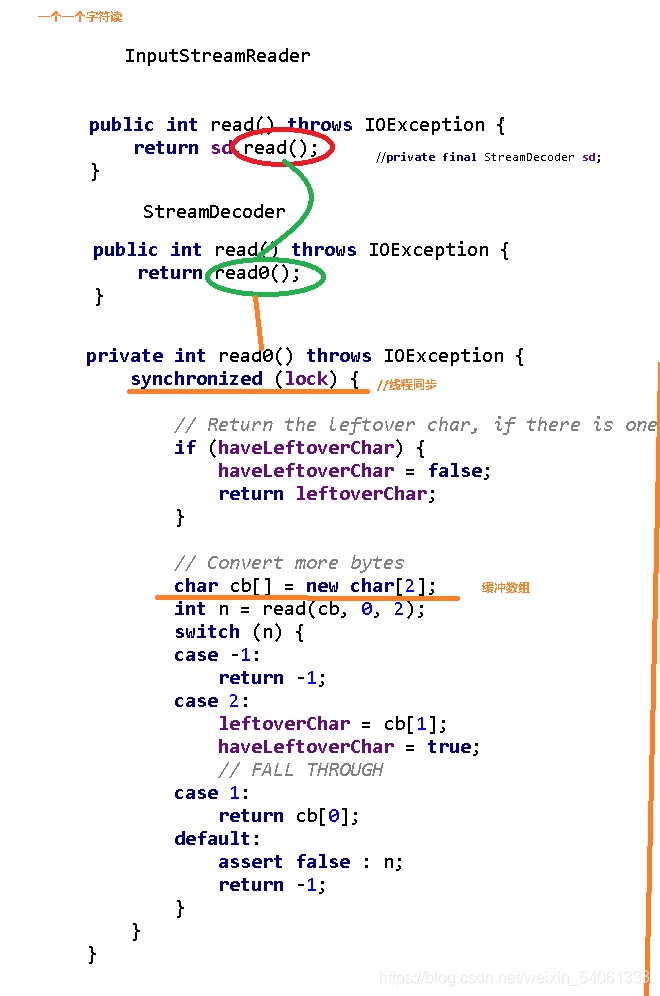 一个一个字符读
InputStreamReader
public int read() throws IOException {
return sd.read(); //private final StreamDecoder sd;
}
StreamDecoder
public int read() throws IOException {
return read0();
}
private int read0() throws IOException {
synchronized (lock) { //线程同步
// Return the leftover char, if there is one
if (haveLeftoverChar) {
haveLeftoverChar = false;
return leftoverChar;
}
// Convert more bytes
char cb[] = new char[2]; 缓冲数组
int n = read(cb, 0, 2);
switch (n) {
case -1:
return -1;
case 2:
leftoverChar = cb[1];
haveLeftoverChar = true;
// FALL THROUGH
case 1:
return cb[0];
default:
assert false : n;
return -1;
}
}
}
https://blog.csdn.net/weixin_54061333